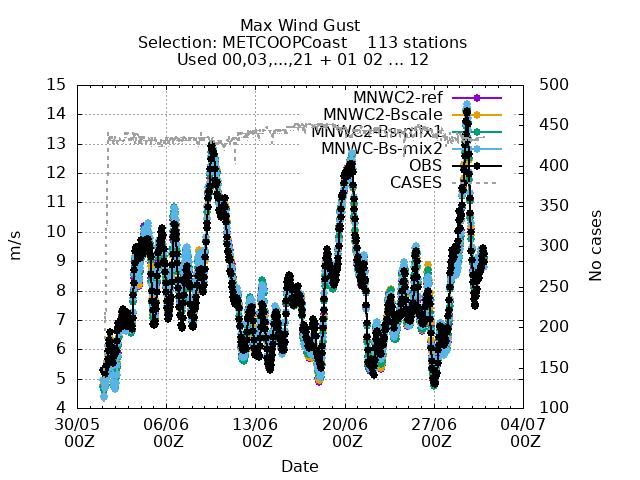 Max Wind Gust
Selection: METCOOPCoast    113 stations
Used 00,03,...,21 + 01 02 ... 12
m/s
15
14
13
12
11
10
9
8
7
6
5
4
MNWC2-ref
MNWC2-Bscale
MNWC2-Bs-mix1
MNWC-Bs-mix2
OBS
CASES
500
450
400
350
300
250
200
150
100
No cases
30/05 06/06 13/06 20/06 27/06 04/07
00Z 00Z 00Z 00Z 00Z 00Z
Date